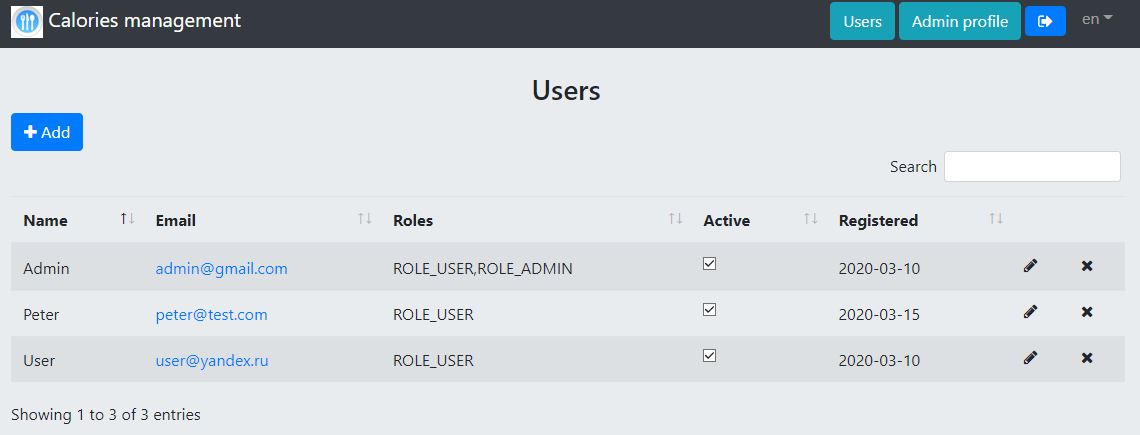 Calories management Users Admin profile en
Users
Add
Search
Name Email Roles Active Registered
Admin admin@gmail.com ROLE_USER,ROLE_ADMIN 2020-03-10
Peter peter@test.com ROLE_USER 2020-03-15
User user@yandex.ru ROLE_USER 2020-03-10
Showing 1 to 3 of 3 entries